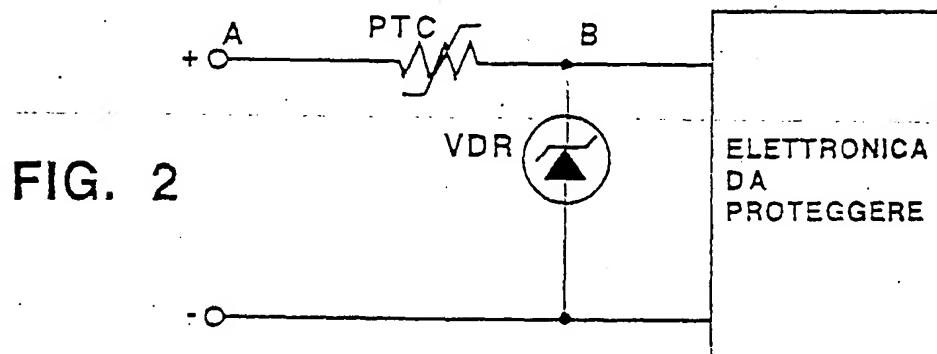 A PTC B
+
VDR
ELETTRONICA
DA
PROTEGGERE
FIG. 2
-